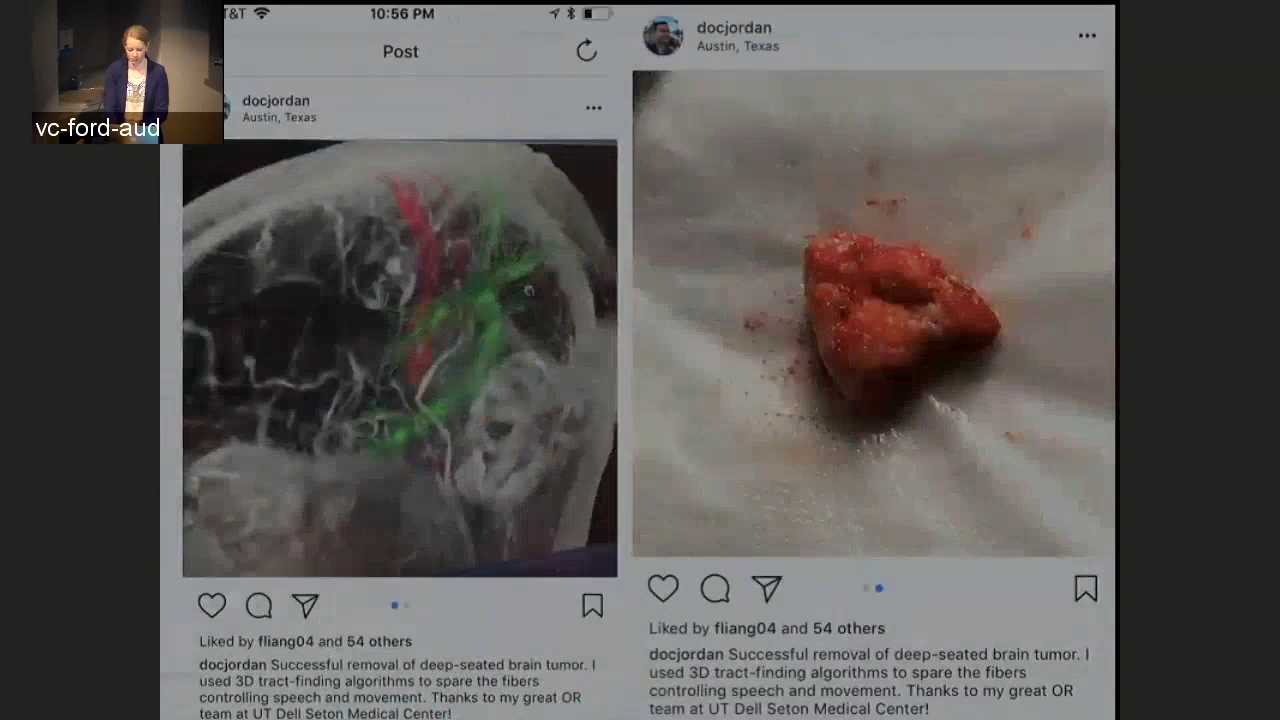 T&T
10:56 PM
Post
docjordan
Austin, Texas
Liked by fliang04 and 54 others
docjordan Successful removal of deep-seated brain tumor. I
used 3D tract-finding algorithms to spare the fibers
controlling speech and movement. Thanks to my great OR
team at UT Dell Seton Medical Center!
docjordan
Austin, Texas
Liked by fliang04 and 54 others
docjordan Successful removal of deep-seated brain tumor. I
used 3D tract-finding algorithms to spare the fibers
controlling speech and movement. Thanks to my great OR
team at UT Dell Seton Medical Center!
vc-ford-aud